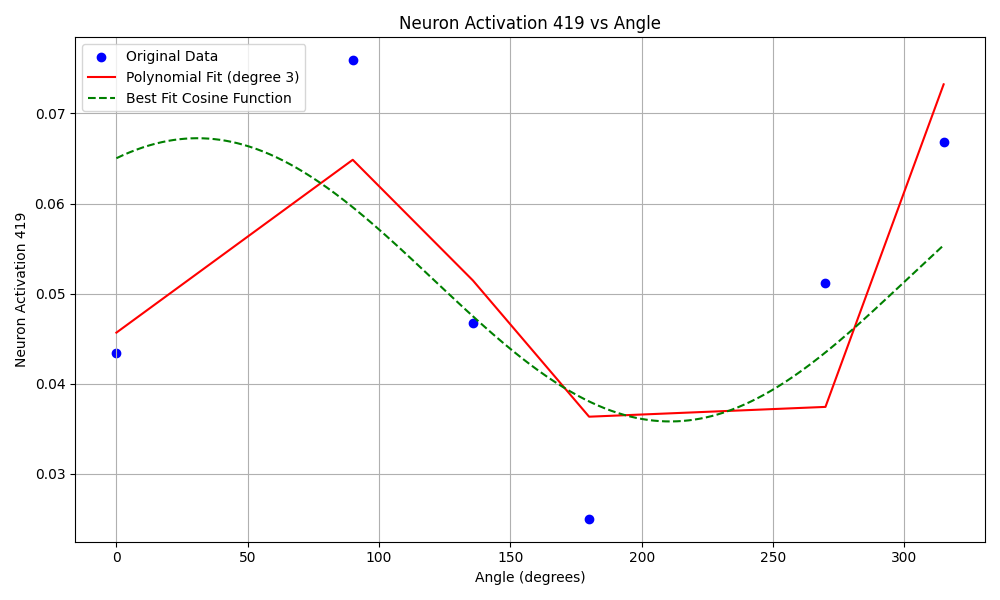 Neuron Activation 419 vs Angle
Original Data
Polynomial Fit (degree 3)
Best Fit Cosine Function
Neuron Activation 419
0.07
0.06
0.05
0.04
0.03
0 50 100 150 200 250 300
Angle (degrees)